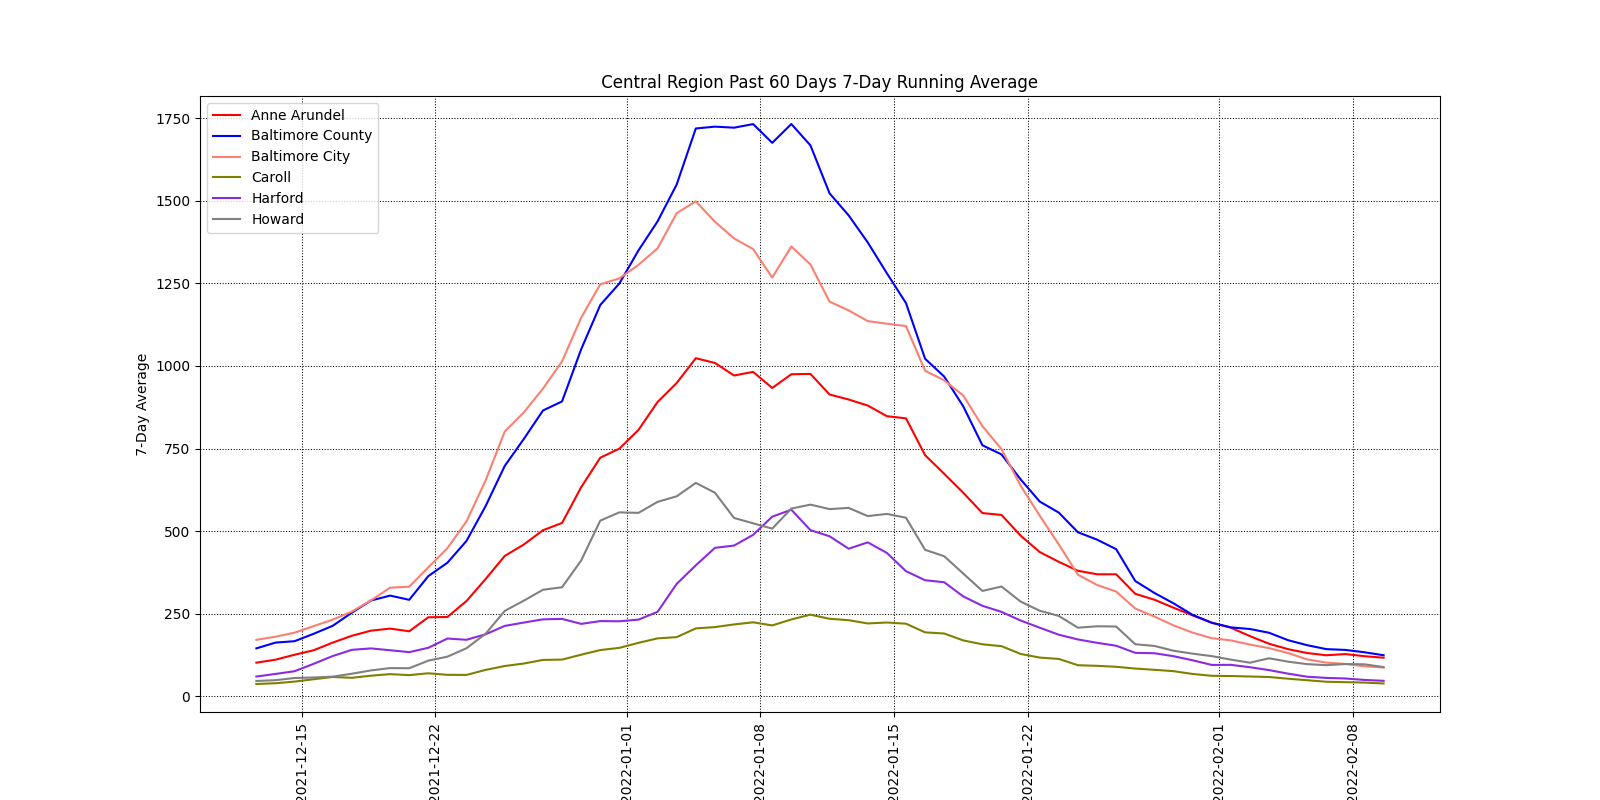 Central Region Past 60 Days 7-Day Running Average
Anne Arundel
Baltimore County
Baltimore City
Caroll
Harford
Howard
7-Day Average
1750
1500
1250
1000
750
500
250
0
2021-12-15
2021-12-22
2022-01-01
2022-01-08
2022-01-15
2022-01-22
2022-02-01
2022-02-08